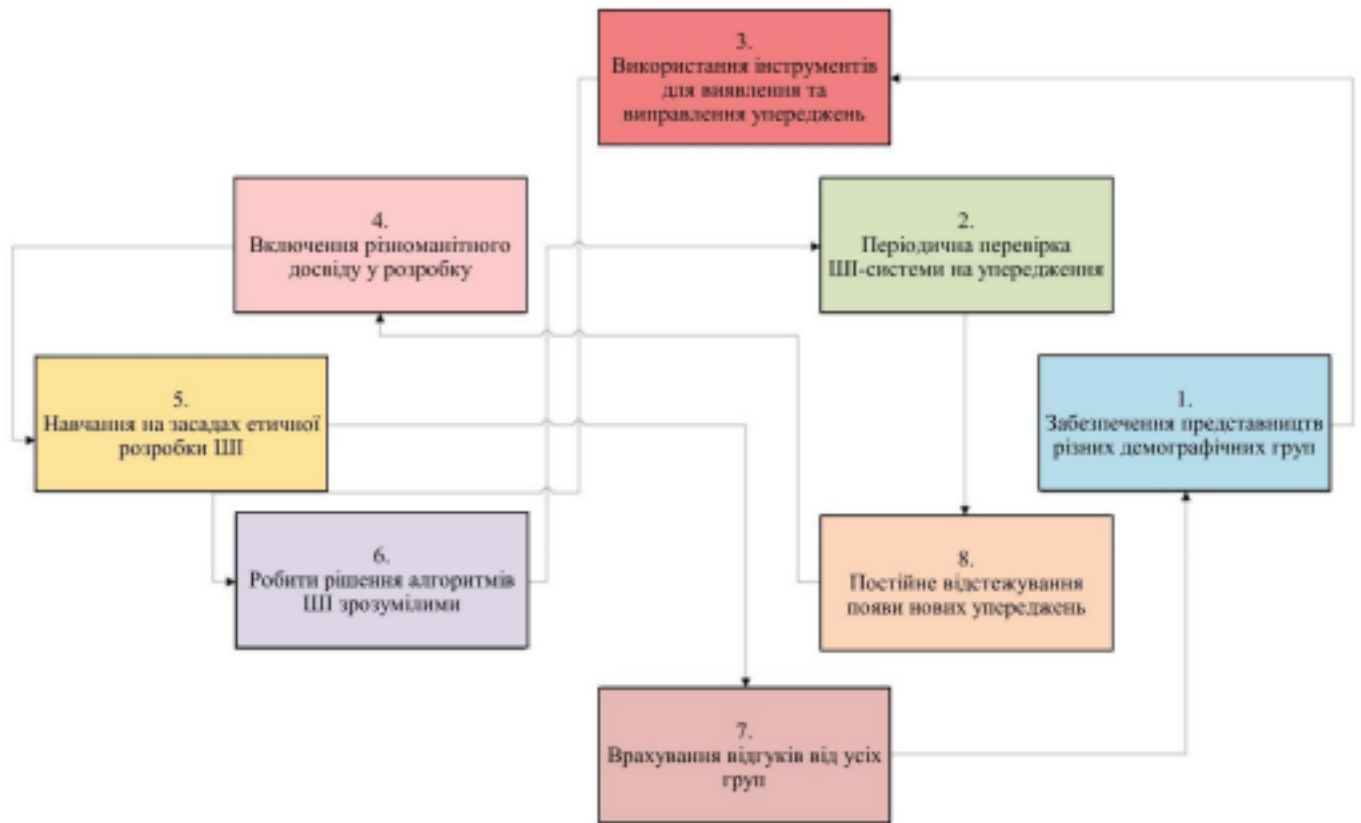 3.
Використання інструментів
для виявлення та
виправлення упереджень
4.
Включення різноманітного
досвіду у розробку
2.
Періодична перевірка
ШІ-системи на упередження
5.
Навчання на засадах етичної
розробки ШІ
1.
Забезпечення представництв
різних демографічних груп
6.
Робити рішення алгоритмів
ШІ зрозумілими
8.
Постійне відстежування
появи нових упереджень
7.
Врахування відгуків від усіх
груп